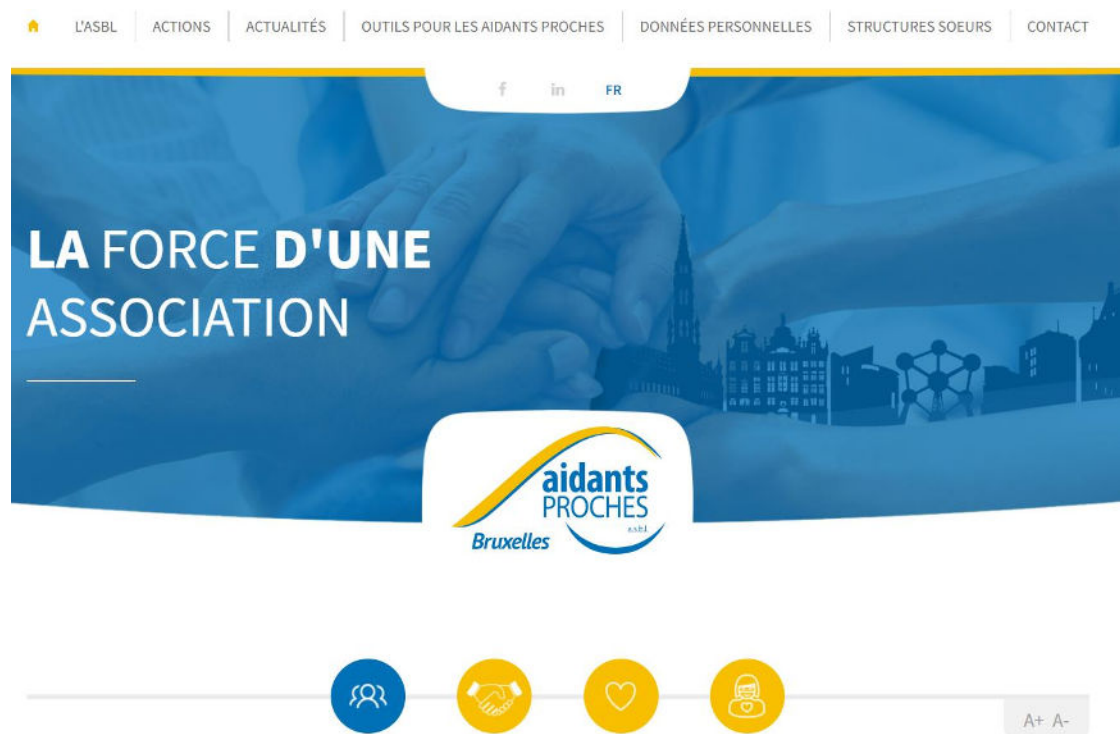 L'ASBL ACTIONS ACTUALITÉS OUTILS POUR LES AIDANTS PROCHES DONNÉES PERSONNELLES STRUCTURES SOEURS CONTACT
f in FR
LA FORCE D'UNE
ASSOCIATION
aidants
PROCHES
a.s.b.l.
Bruxelles
A+ A-